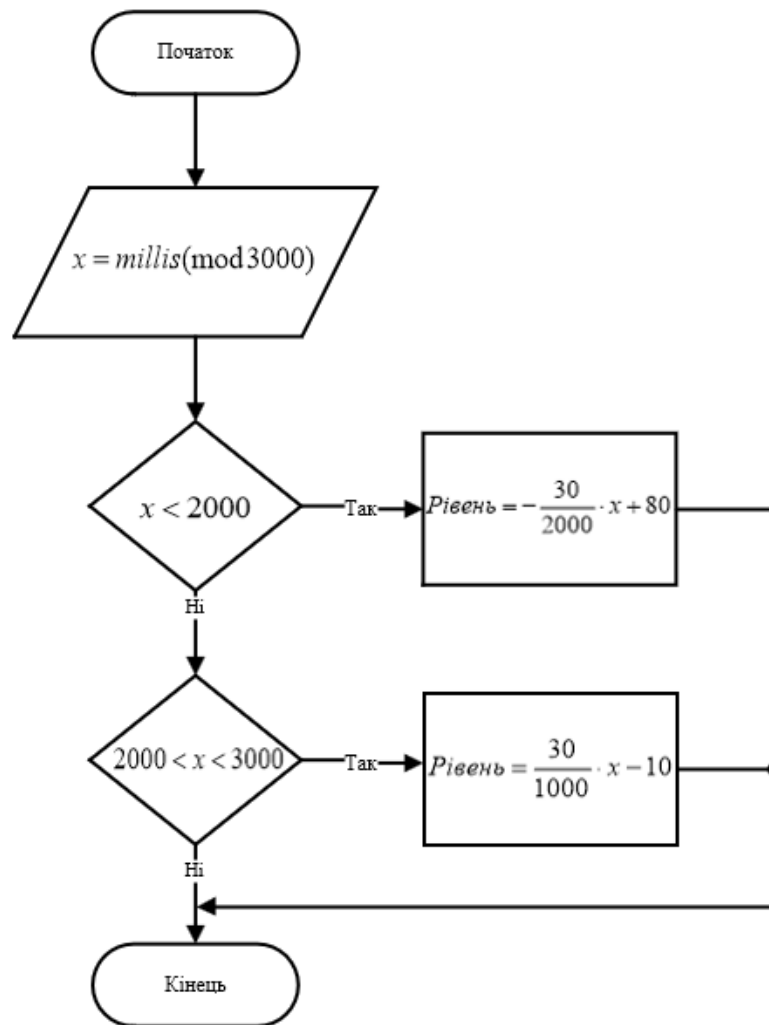 Початок
x = millis(mod3000)
x < 2000
Так
Рівень = -30/2000 · x + 80
Ні
2000 < x < 3000
Так
Рівень = 30/1000 · x - 10
Ні
Кінець